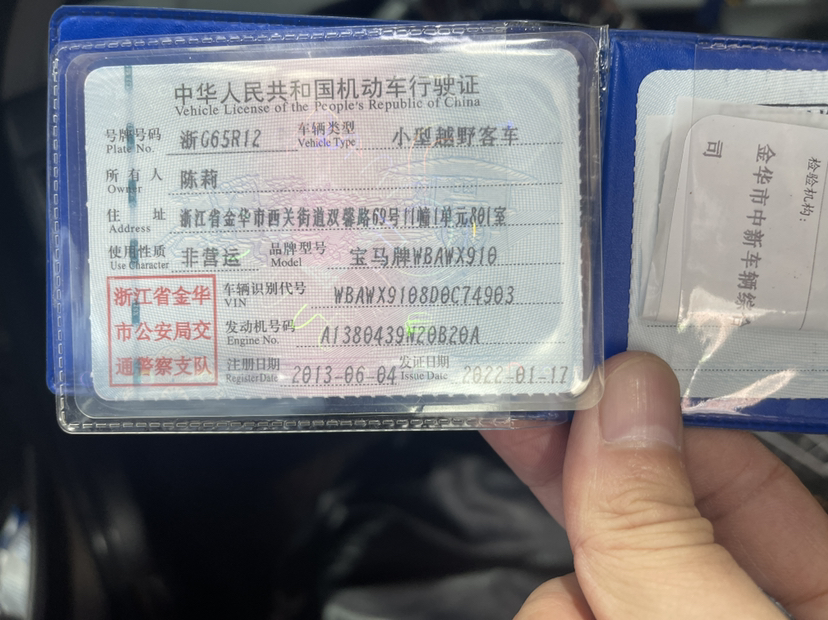 中华人民共和国机动车行驶证
Vehicle License of the People's Republic of China
号牌号码 浙G65R12 车辆类型 小型越野客车
Plate No. Vehicle Type
所有人 陈莉
Owner
住址 浙江省金华市西关街道双馨路69号11幢1单元801室
Address
使用性质 非营运 品牌型号 宝马牌WBAWX910
Use Character Model
浙江省金华
市公安局交
通警察支队
车辆识别代号 WBAWX9108D0C74903
VIN
发动机号码 A1380439N20B20A
Engine No.
注册日期 2013-06-04 发证日期 2022-01-17
Register Date Issue Date
检验机构:
金华市中新车辆综
司